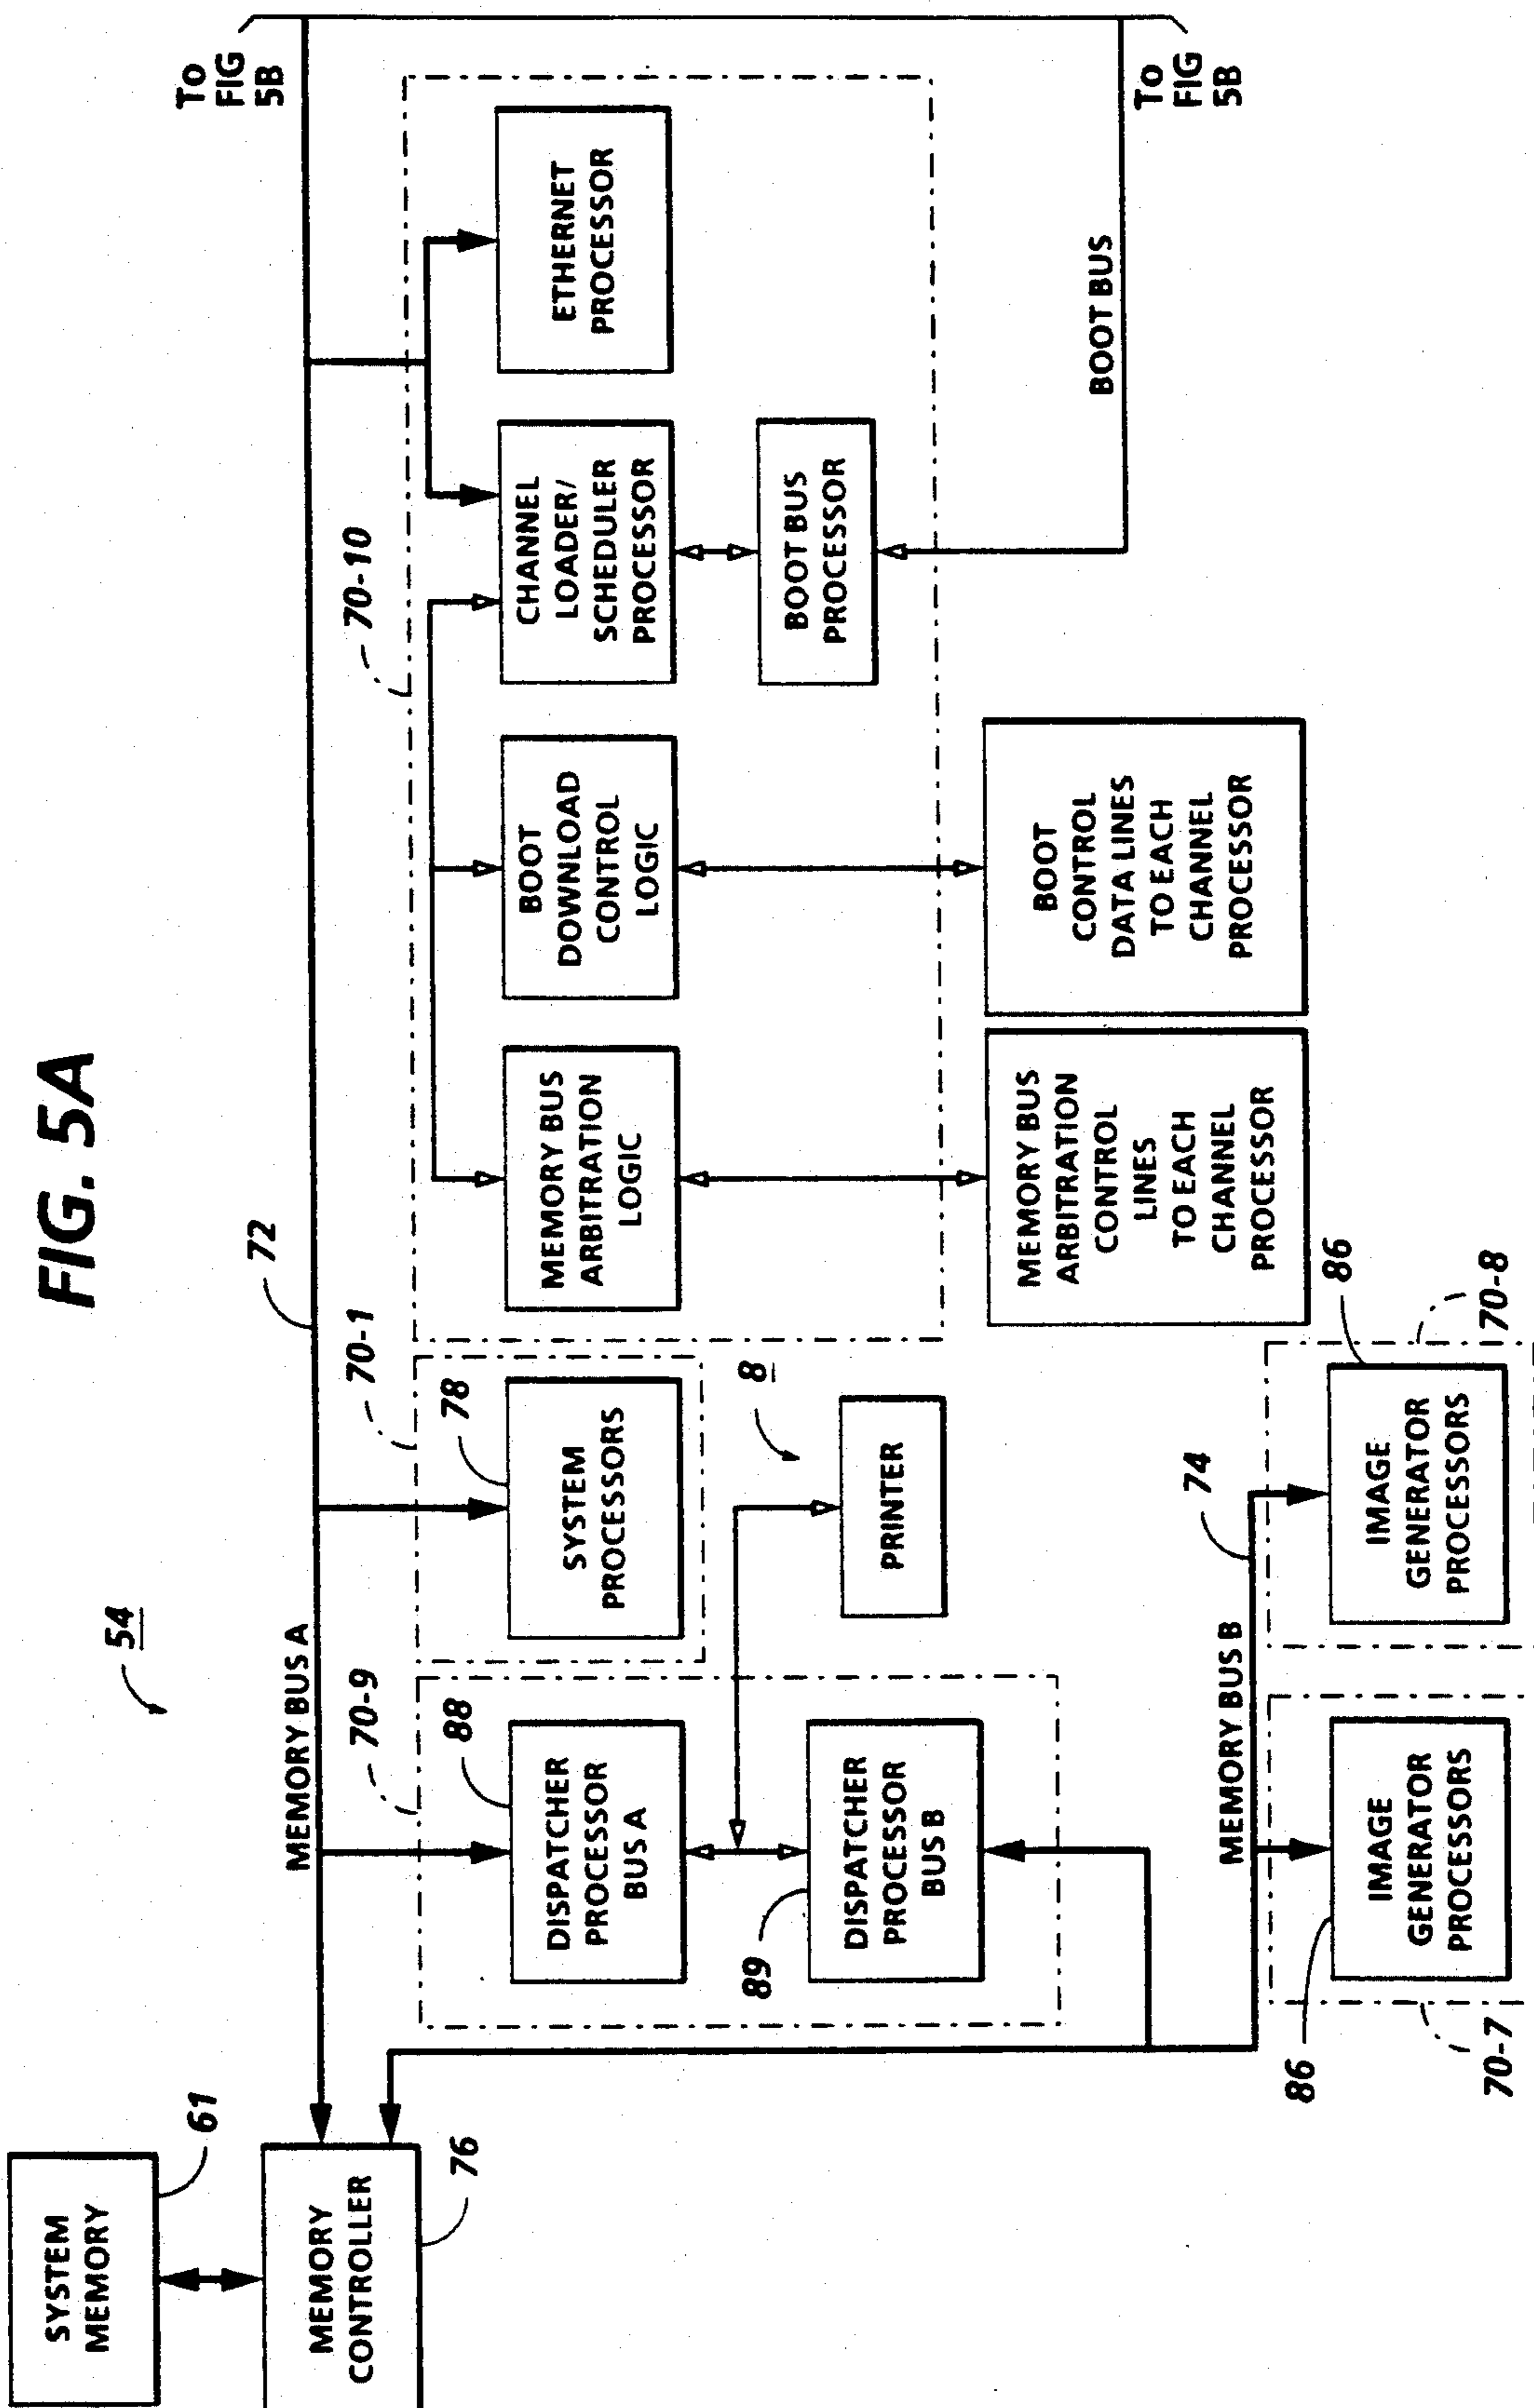 FIG. 5A
54
72
MEMORY BUS A
To
FIG
5B
SYSTEM
MEMORY
61
MEMORY
CONTROLLER
76
70-9
88
DISPATCHER
PROCESSOR
BUS A
89
DISPATCHER
PROCESSOR
BUS B
70-1
78
SYSTEM
PROCESSORS
8
PRINTER
70-10
MEMORY BUS
ARBITRATION
LOGIC
BOOT
DOWNLOAD
CONTROL
LOGIC
CHANNEL
LOADER/
SCHEDULER
PROCESSOR
ETHERNET
PROCESSOR
BOOT BUS
PROCESSOR
MEMORY BUS
ARBITRATION
CONTROL
LINES
TO EACH
CHANNEL
PROCESSOR
BOOT
CONTROL
DATA LINES
TO EACH
CHANNEL
PROCESSOR
BOOT BUS
To
FIG
5B
MEMORY BUS B
74
86
IMAGE
GENERATOR
PROCESSORS
70-7
86
IMAGE
GENERATOR
PROCESSORS
70-8